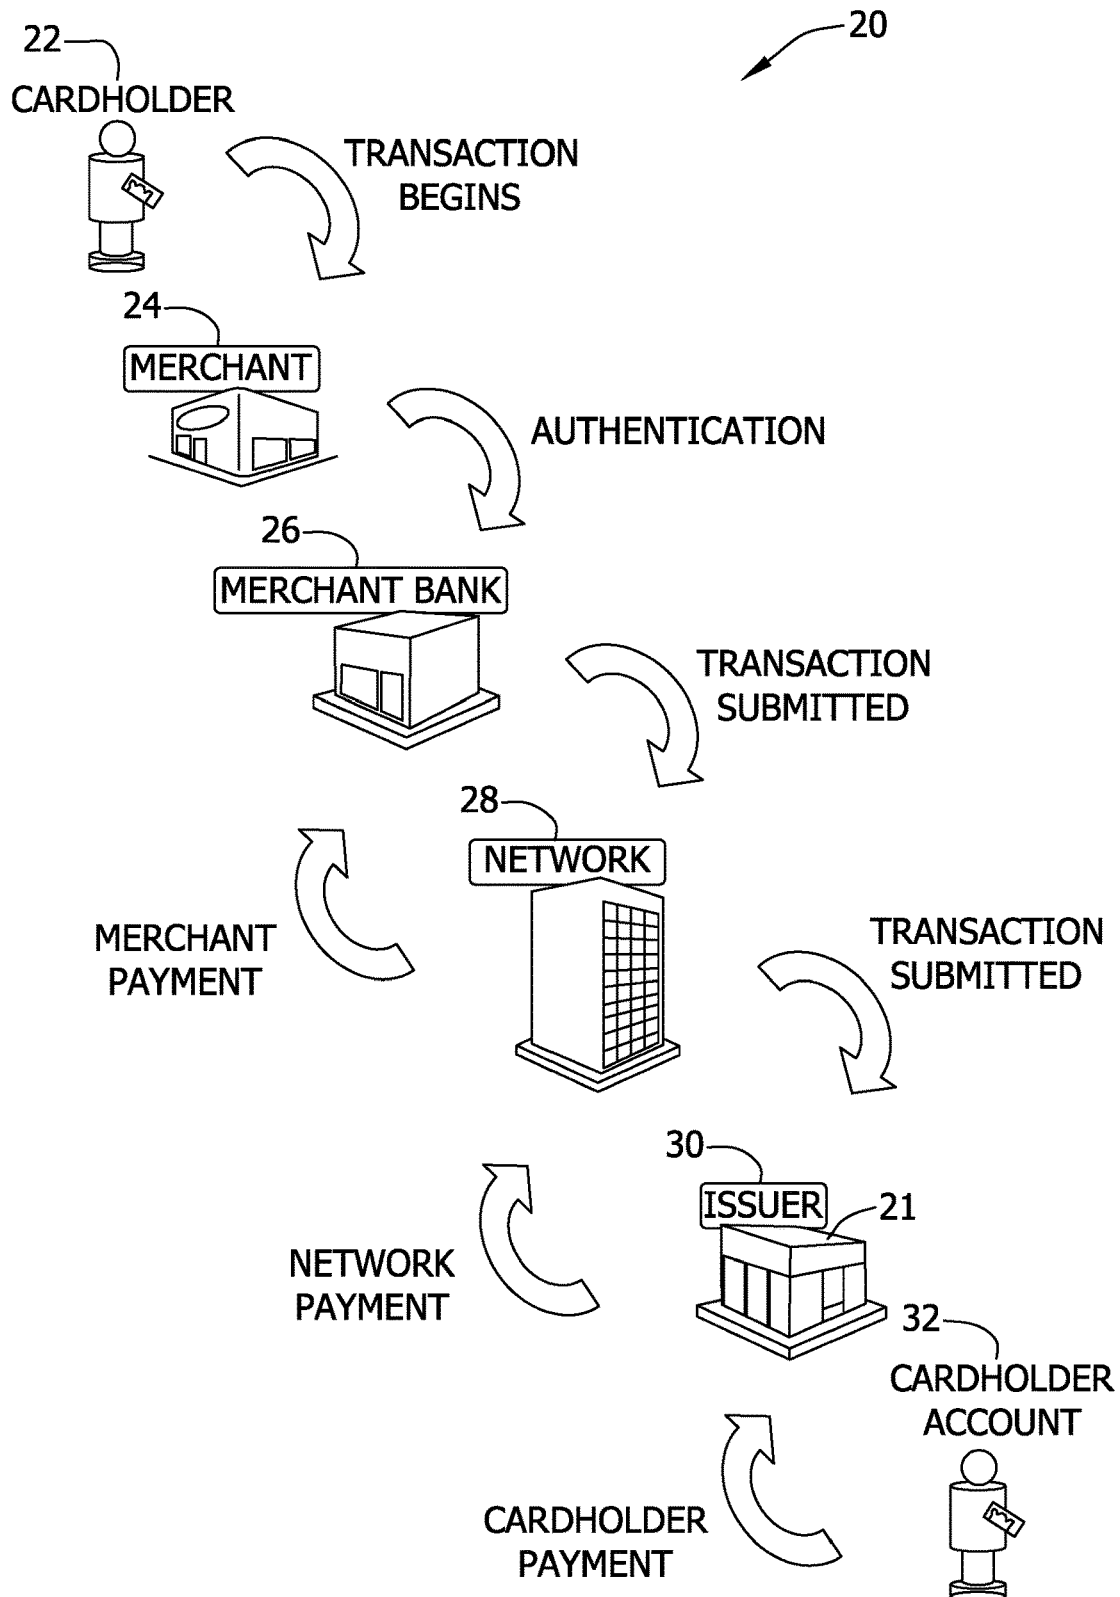 20
22
CARDHOLDER
TRANSACTION
BEGINS
24
MERCHANT
AUTHENTICATION
26
MERCHANT BANK
TRANSACTION
SUBMITTED
28
NETWORK
MERCHANT
PAYMENT
TRANSACTION
SUBMITTED
30
ISSUER
21
NETWORK
PAYMENT
32
CARDHOLDER
ACCOUNT
CARDHOLDER
PAYMENT